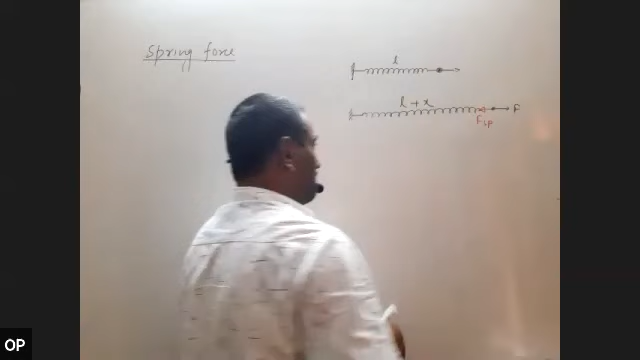 Spring force
l
l + x
Fsp F
OP